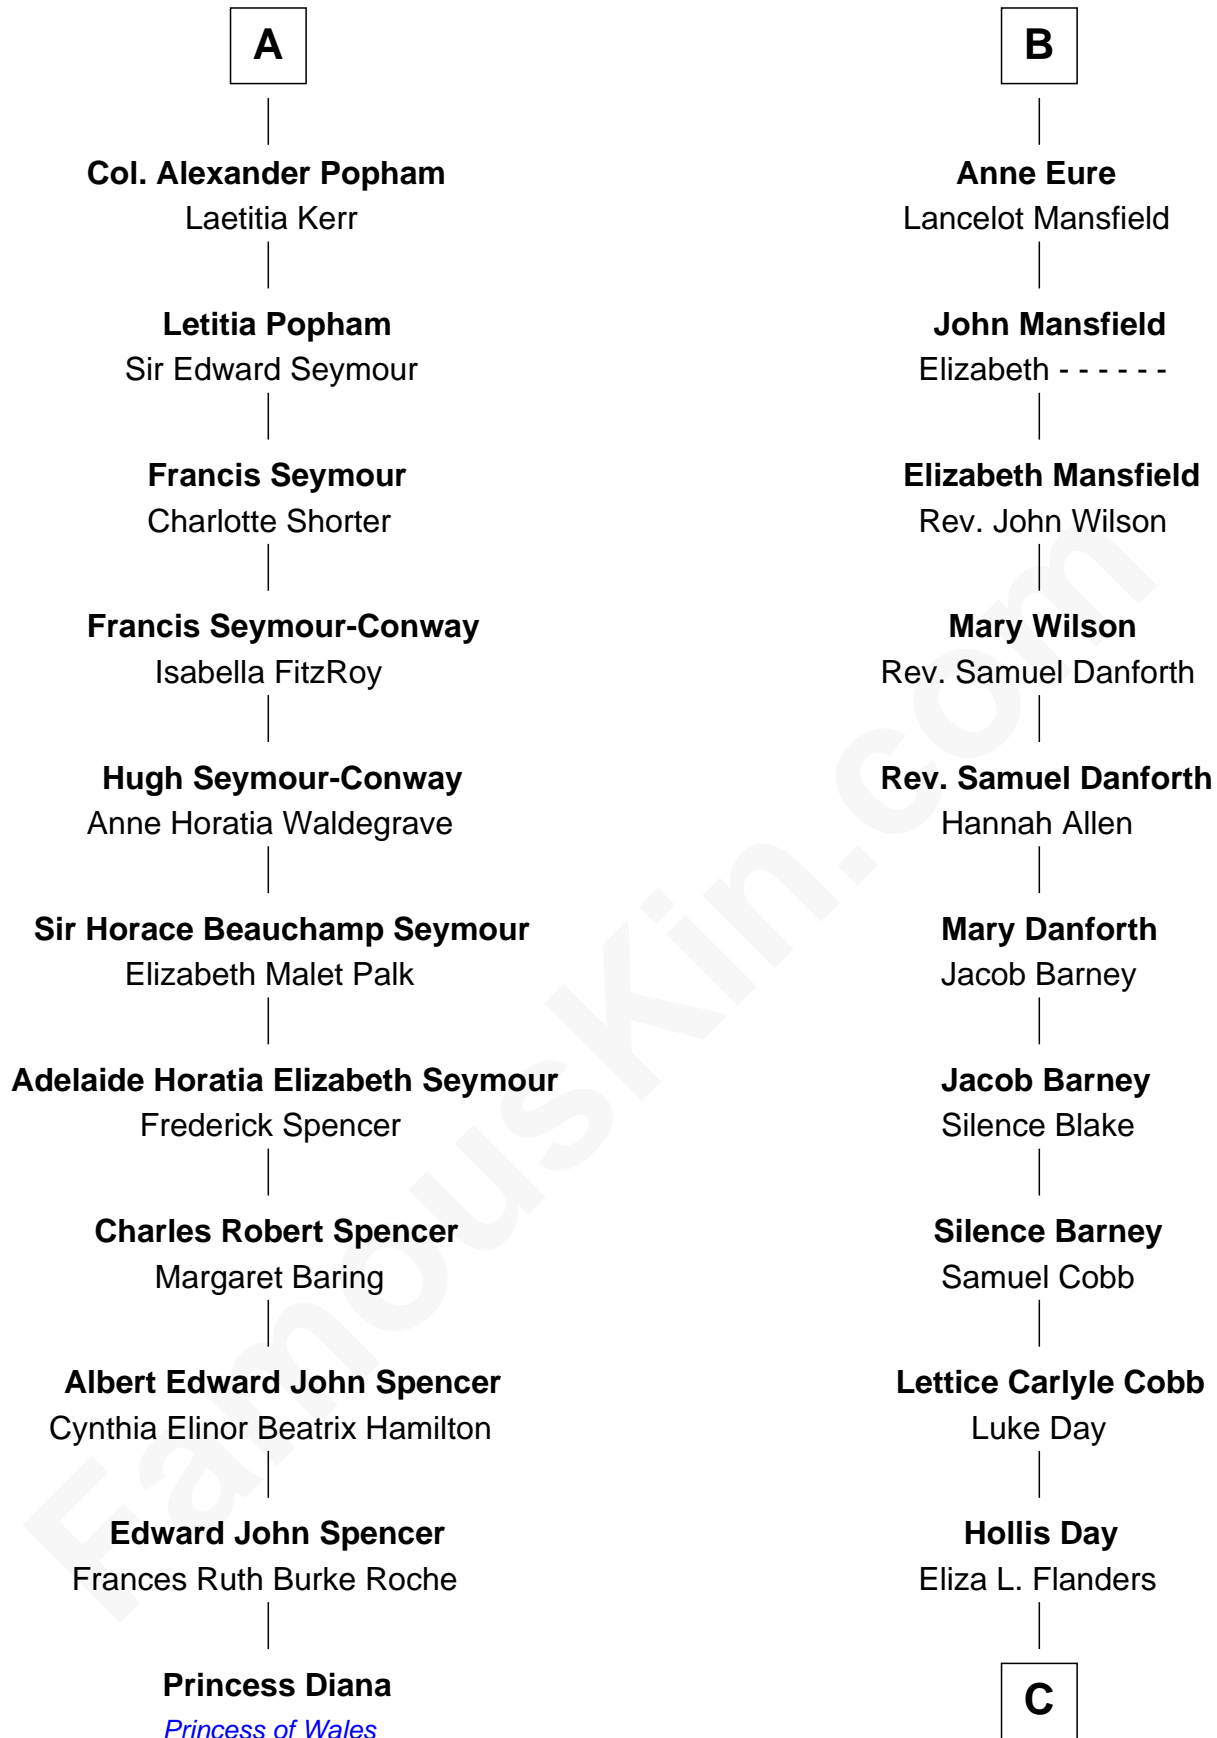 A
Col. Alexander Popham
Laetitia Kerr
Letitia Popham
Sir Edward Seymour
Francis Seymour
Charlotte Shorter
Francis Seymour-Conway
Isabella FitzRoy
Hugh Seymour-Conway
Anne Horatia Waldegrave
Sir Horace Beauchamp Seymour
Elizabeth Malet Palk
Adelaide Horatia Elizabeth Seymour
Frederick Spencer
Charles Robert Spencer
Margaret Baring
Albert Edward John Spencer
Cynthia Elinor Beatrix Hamilton
Edward John Spencer
Frances Ruth Burke Roche
Princess Diana
Princess of Wales
B
Anne Eure
Lancelot Mansfield
John Mansfield
Elizabeth - - - - - -
Elizabeth Mansfield
Rev. John Wilson
Mary Wilson
Rev. Samuel Danforth
Rev. Samuel Danforth
Hannah Allen
Mary Danforth
Jacob Barney
Jacob Barney
Silence Blake
Silence Barney
Samuel Cobb
Lettice Carlyle Cobb
Luke Day
Hollis Day
Eliza L. Flanders
C
FamousKin.com